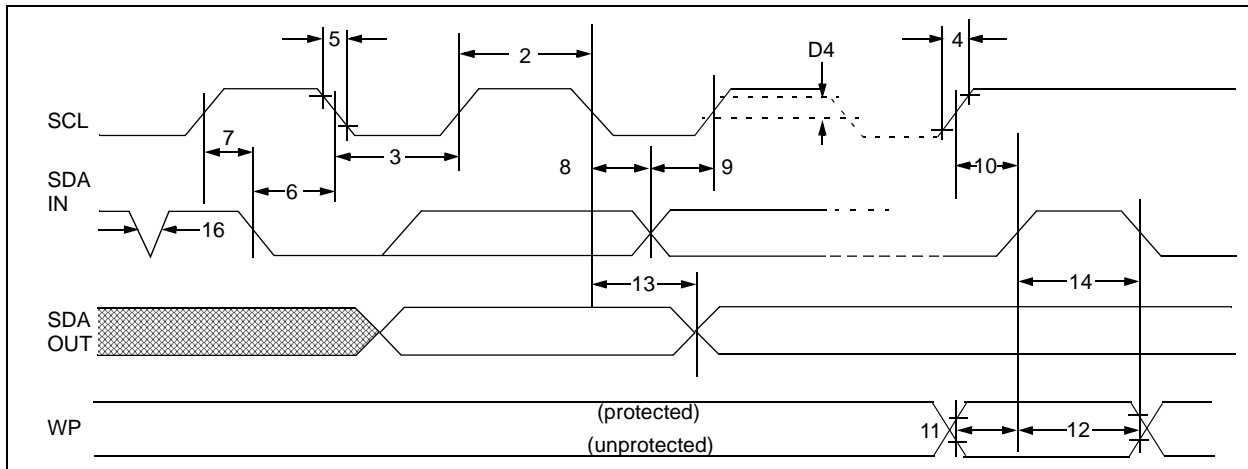 5
2
D4
4
SCL
7
3
8
9
10
SDA
IN
6
16
13
14
SDA
OUT
WP
(protected)
(unprotected)
11
12